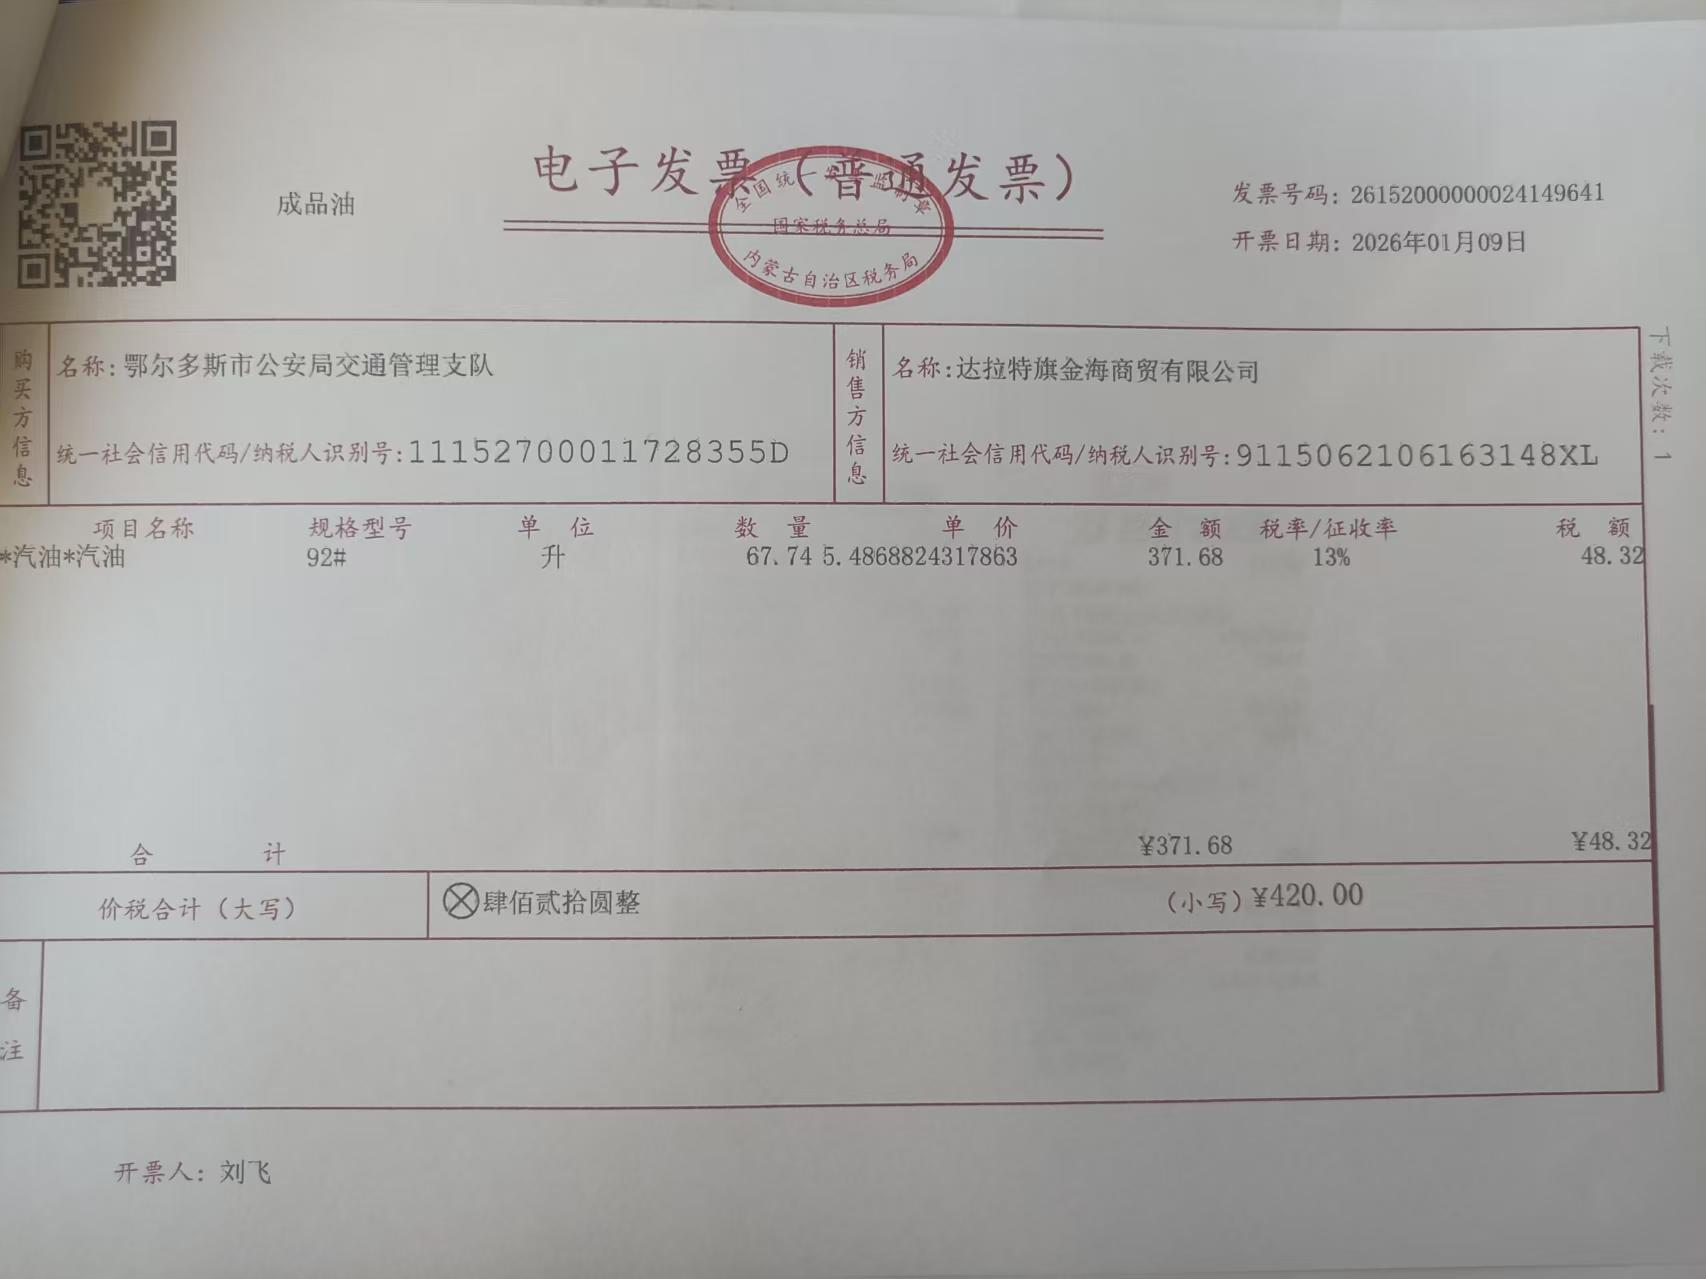 电子发票（普通发票）
成品油
全国统一发票监制章
国家税务总局
内蒙古自治区税务局
发票号码：26152000000024149641
开票日期：2026年01月09日
下载次数：1
购买方信息
名称：鄂尔多斯市公安局交通管理支队
统一社会信用代码/纳税人识别号：11152700011728355D
销售方信息
名称：达拉特旗金海商贸有限公司
统一社会信用代码/纳税人识别号：9115062106163148XL
项目名称 规格型号 单位 数量 单价 金额 税率/征收率 税额
*汽油*汽油 92# 升 67.74 5.4868824317863 371.68 13% 48.32
合计 ¥371.68 ¥48.32
价税合计（大写） ⊗肆佰贰拾圆整 （小写）¥420.00
备注
开票人：刘飞